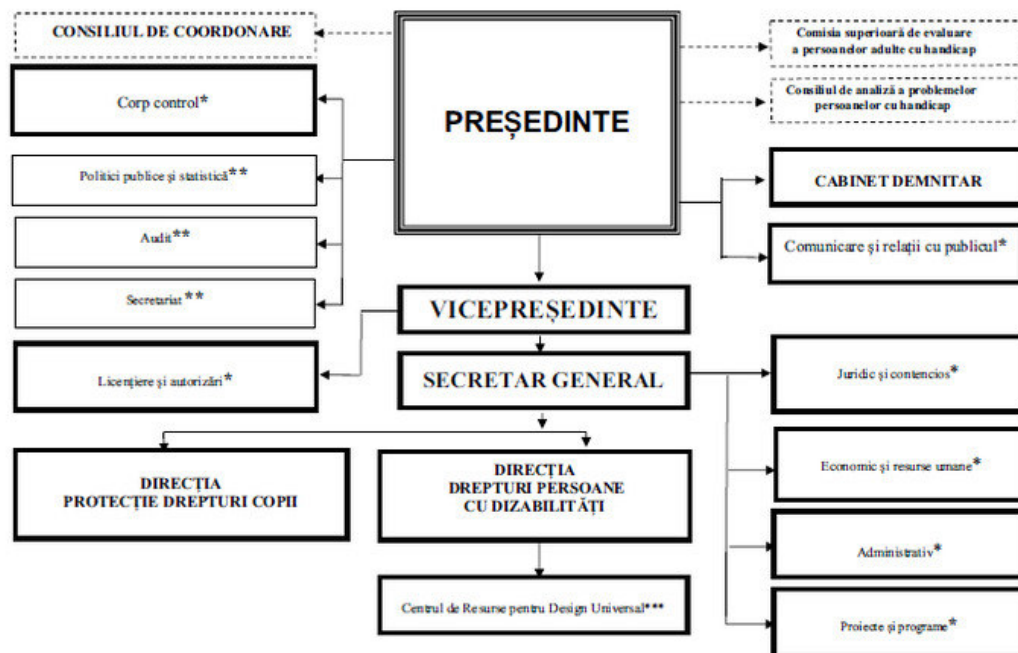 CONSILIUL DE COORDONARE
Corp control*
Politici publice și statistică**
Audit**
Secretariat**
Licențiere și autorizări*
PREȘEDINTE
VICEPREȘEDINTE
SECRETAR GENERAL
Comisia superioară de evaluare
a persoanelor adulte cu handicap
Consiliul de analiză a problemelor
persoanelor cu handicap
CABINET DEMNITAR
Comunicare și relații cu publicul*
Juridic și contencios*
Economic și resurse umane*
Administrativ*
Proiecte și programe*
DIRECȚIA
PROTECȚIE DREPTURI COPII
DIRECȚIA
DREPTURI PERSOANE
CU DIZABILITĂȚI
Centrul de Resurse pentru Design Universal***